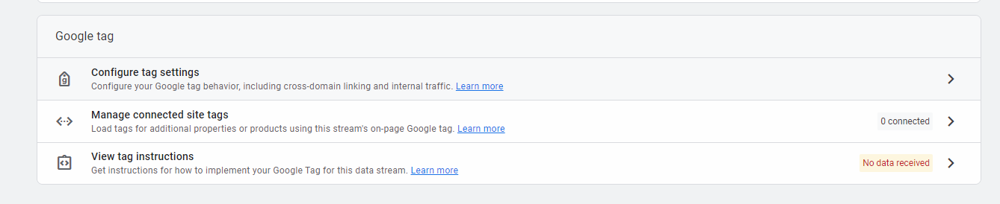 Google tag
Configure tag settings
Configure your Google tag behavior, including cross-domain linking and internal traffic. Learn more
Manage connected site tags
Load tags for additional properties or products using this stream's on-page Google tag. Learn more
0 connected
View tag instructions
Get instructions for how to implement your Google Tag for this data stream. Learn more
No data received